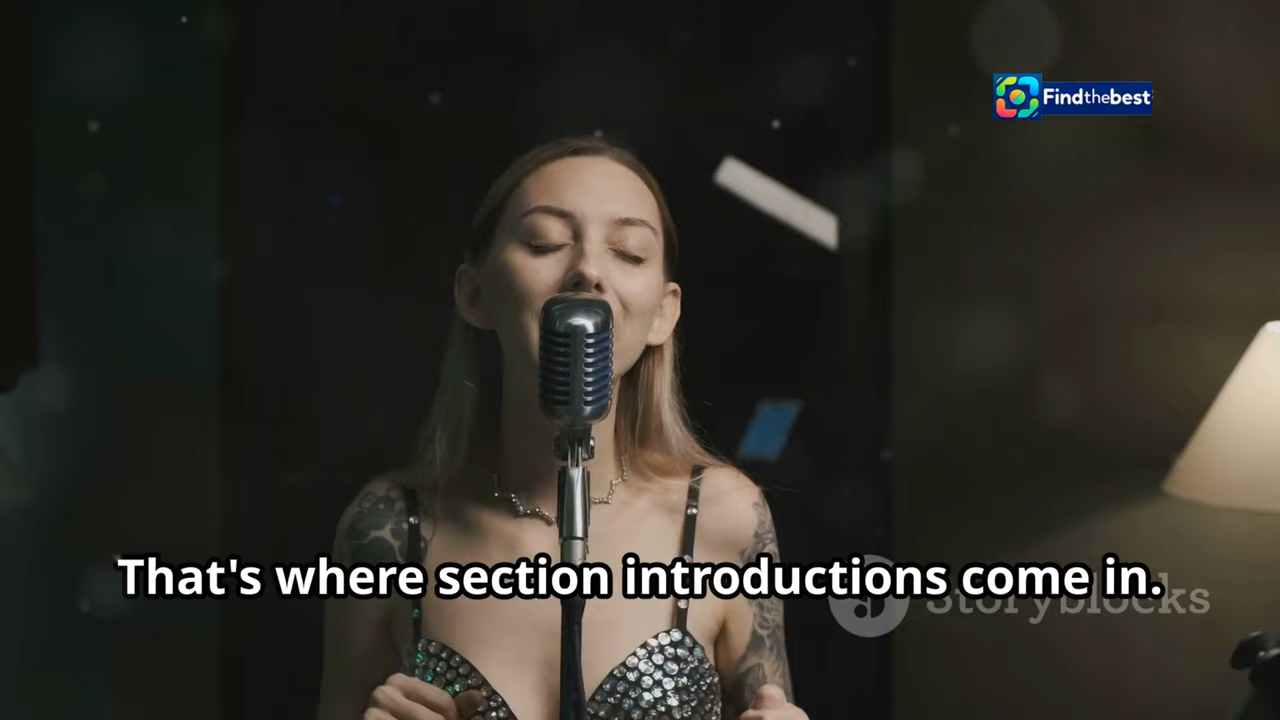 Findthebest
That's where section introductions come in.
Storyblocks